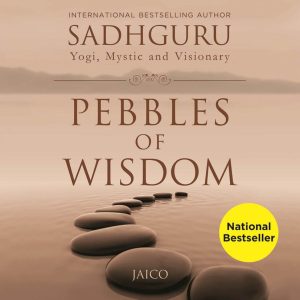 INTERNATIONAL BESTSELLING AUTHOR
SADHGURU
Yogi, Mystic and Visionary
PEBBLES
OF
WISDOM
National
Bestseller
JAICO